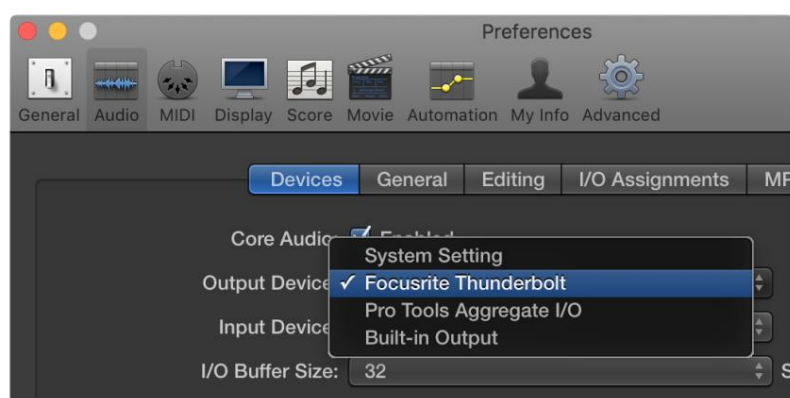 Preferences
General Audio MIDI Display Score Movie Automation My Info Advanced
Devices General Editing I/O Assignments
Core Audio: Enabled
System Setting
Output Device ✓ Focusrite Thunderbolt
Pro Tools Aggregate I/O
Input Device
Built-in Output
I/O Buffer Size: 32